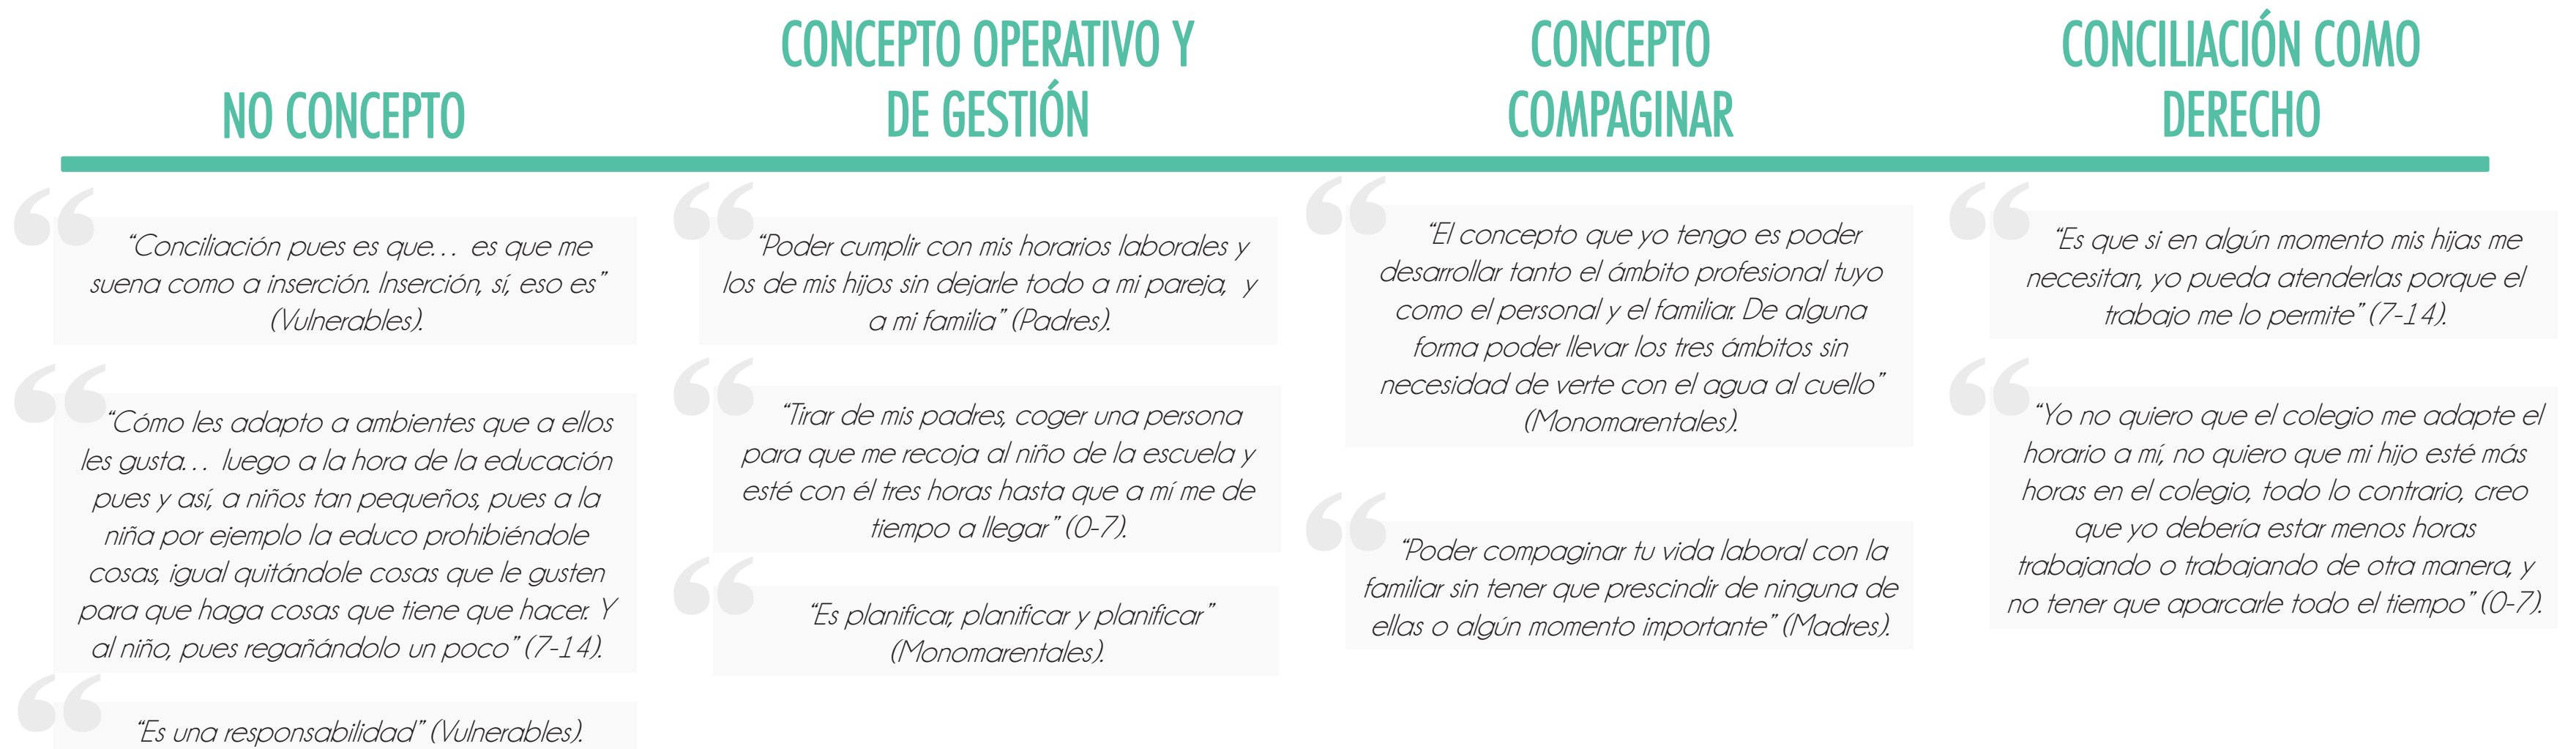 NO CONCEPTO
“Conciliación pues es que… es que me
suena como a inserción. Inserción, sí, eso es”
(Vulnerables).
“Cómo les adapto a ambientes que a ellos
les gusta… luego a la hora de la educación
pues y así, a niños tan pequeños, pues a la
niña por ejemplo la educo prohibiéndole
cosas, igual quitándole cosas que le gusten
para que haga cosas que tiene que hacer. Y
al niño, pues regañándolo un poco” (7-14).
“Es una responsabilidad” (Vulnerables).
CONCEPTO OPERATIVO Y
DE GESTIÓN
“Poder cumplir con mis horarios laborales y
los de mis hijos sin dejarle todo a mi pareja, y
a mi familia” (Padres).
“Tirar de mis padres, coger una persona
para que me recoja al niño de la escuela y
esté con él tres horas hasta que a mí me de
tiempo a llegar” (0-7).
“Es planificar, planificar y planificar”
(Monomarentales).
CONCEPTO
COMPAGINAR
“El concepto que yo tengo es poder
desarrollar tanto el ámbito profesional tuyo
como el personal y el familiar. De alguna
forma poder llevar los tres ámbitos sin
necesidad de verte con el agua al cuello”
(Monomarentales).
“Poder compaginar tu vida laboral con la
familiar sin tener que prescindir de ninguna de
ellas o algún momento importante” (Madres).
CONCILIACIÓN COMO
DERECHO
“Es que si en algún momento mis hijas me
necesitan, yo pueda atenderlas porque el
trabajo me lo permite” (7-14).
“Yo no quiero que el colegio me adapte el
horario a mí, no quiero que mi hijo esté más
horas en el colegio, todo lo contrario, creo
que yo debería estar menos horas
trabajando o trabajando de otra manera, y
no tener que aparcarle todo el tiempo” (0-7).